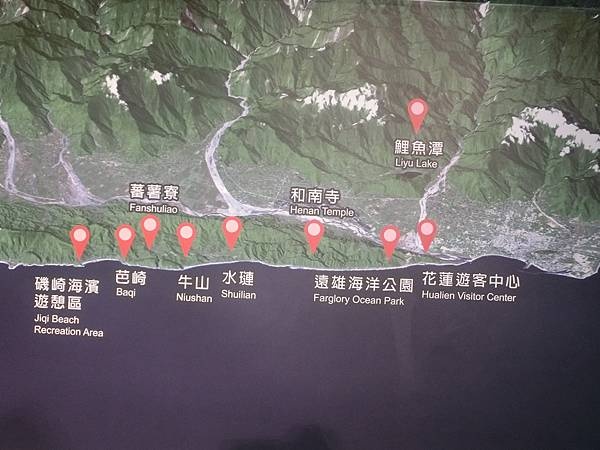 鯉魚潭
Liyu Lake
蕃薯寮
Fanshuliao
和南寺
Henan Temple
磯崎海濱
遊憩區
Jiqi Beach
Recreation Area
芭崎
Baqi
牛山
Niushan
水璉
Shuilian
遠雄海洋公園
Farglory Ocean Park
花蓮遊客中心
Hualien Visitor Center